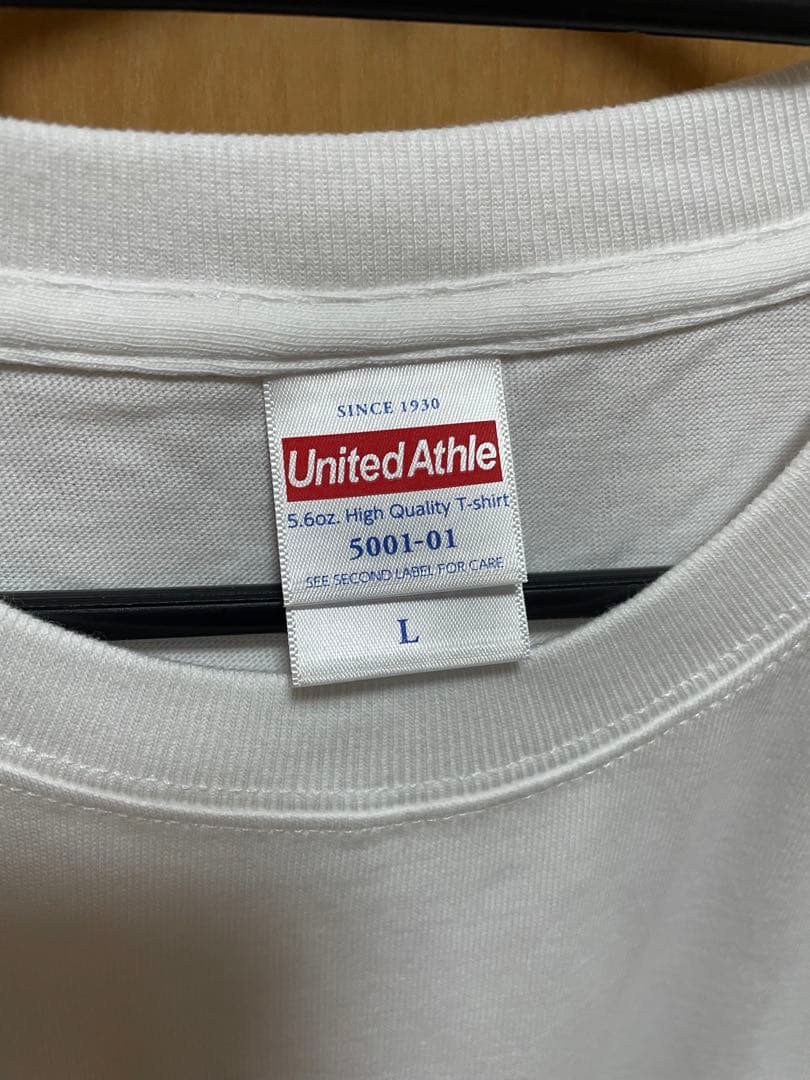 SINCE 1930
United Athle
5.6oz. High Quality T-shirt
5001-01
SEE SECOND LABEL FOR CARE
L